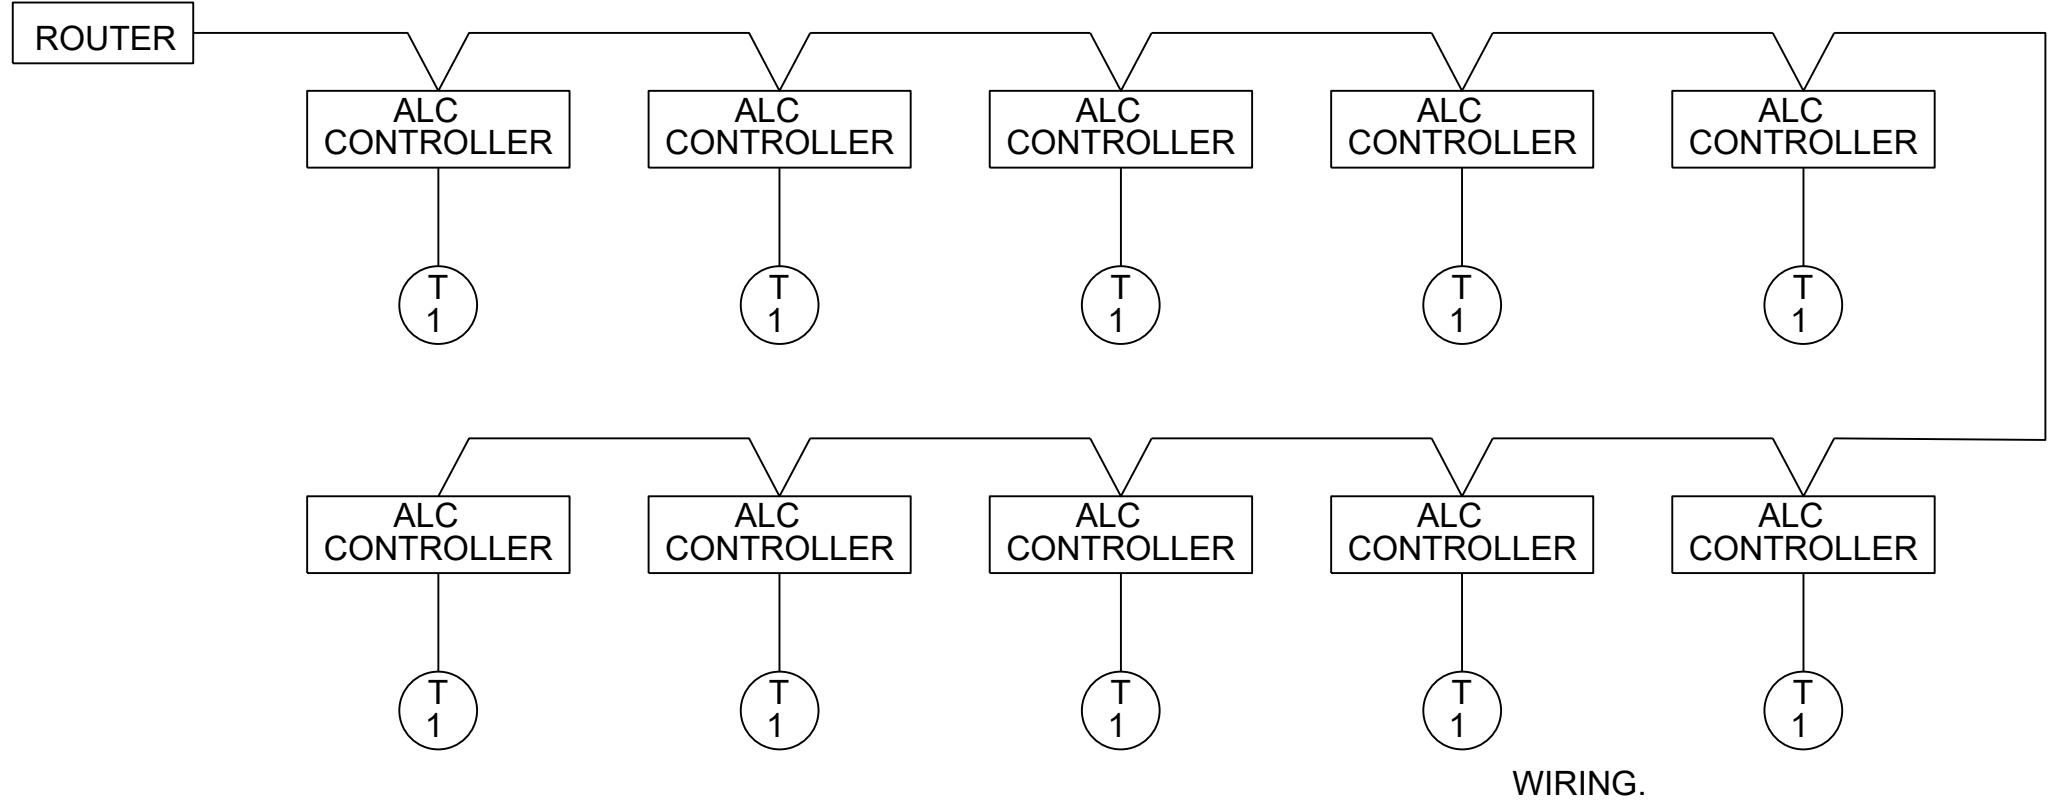 ROUTER
ALC
CONTROLLER
ALC
CONTROLLER
ALC
CONTROLLER
ALC
CONTROLLER
ALC
CONTROLLER
T
1
T
1
T
1
T
1
T
1
ALC
CONTROLLER
ALC
CONTROLLER
ALC
CONTROLLER
ALC
CONTROLLER
ALC
CONTROLLER
T
1
T
1
T
1
T
1
T
1
WIRING.